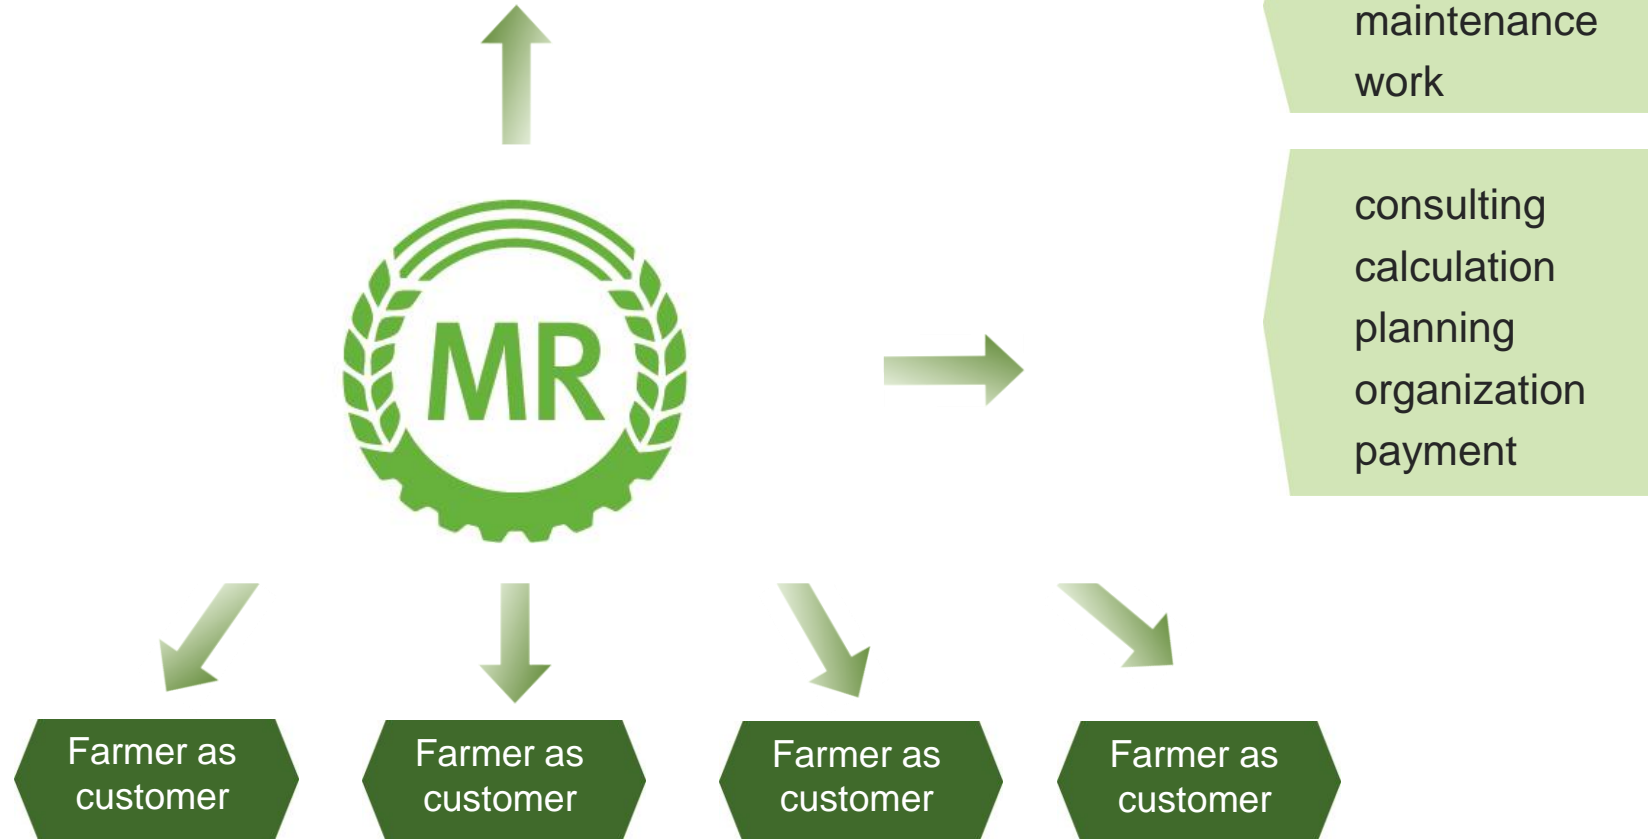 maintenance
work
MR
consulting
calculation
planning
organization
payment
Farmer as
customer
Farmer as
customer
Farmer as
customer
Farmer as
customer